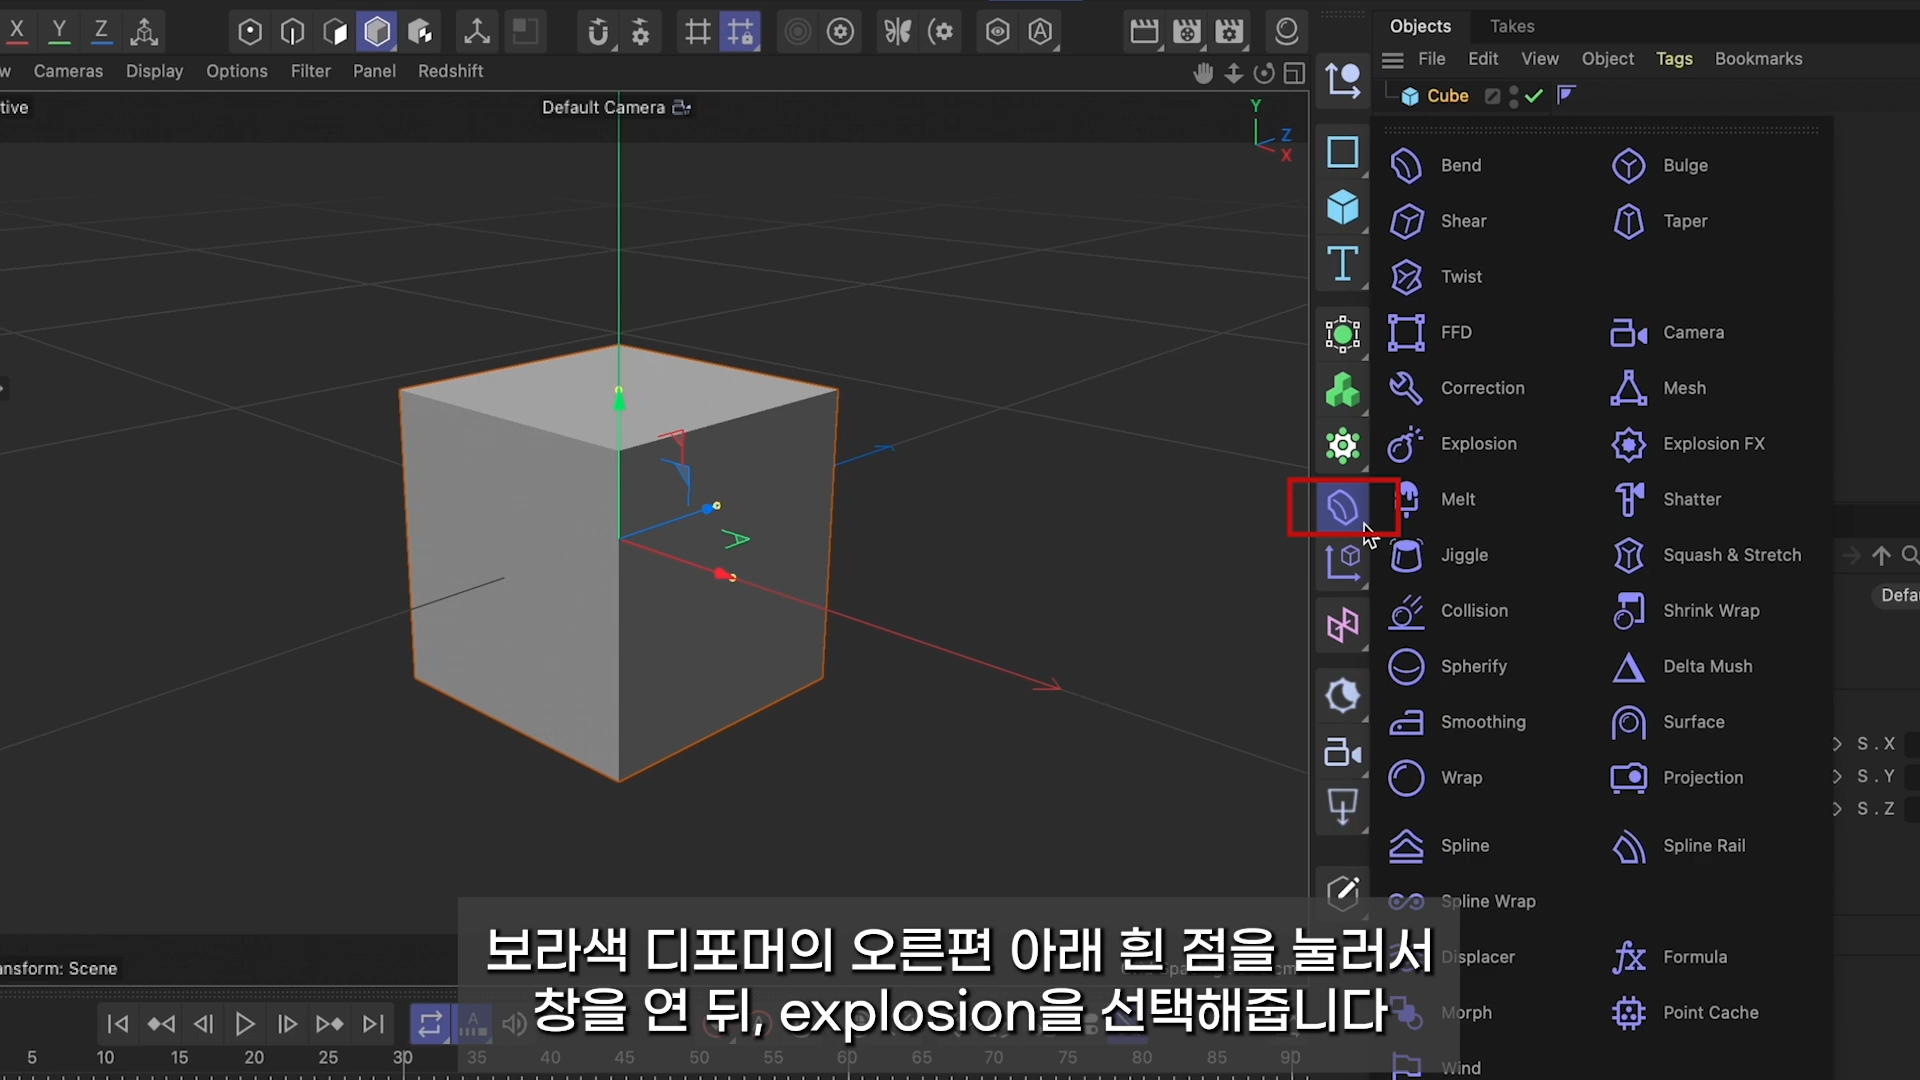 X Y Z
Objects Takes
w Cameras Display Options Filter Panel Redshift
File Edit View Object Tags Bookmarks
tive
Default Camera
Cube
Y
Z
X
Bend Bulge
Shear Taper
Twist
FFD Camera
Correction Mesh
Explosion Explosion FX
Melt Shatter
Jiggle Squash & Stretch
Collision Shrink Wrap
Defau
Spherify Delta Mush
Smoothing Surface
S . X
Wrap Projection
S . Y
S . Z
Spline Spline Rail
Spline Wrap
보라색 디포머의 오른편 아래 흰 점을 눌러서
창을 연 뒤, explosion을 선택해줍니다
Displacer Formula
ansform: Scene
Morph Point Cache
5 10 15 20 25 30 35 40 45 50 55 60 65 70 75 80 85 90
Wind